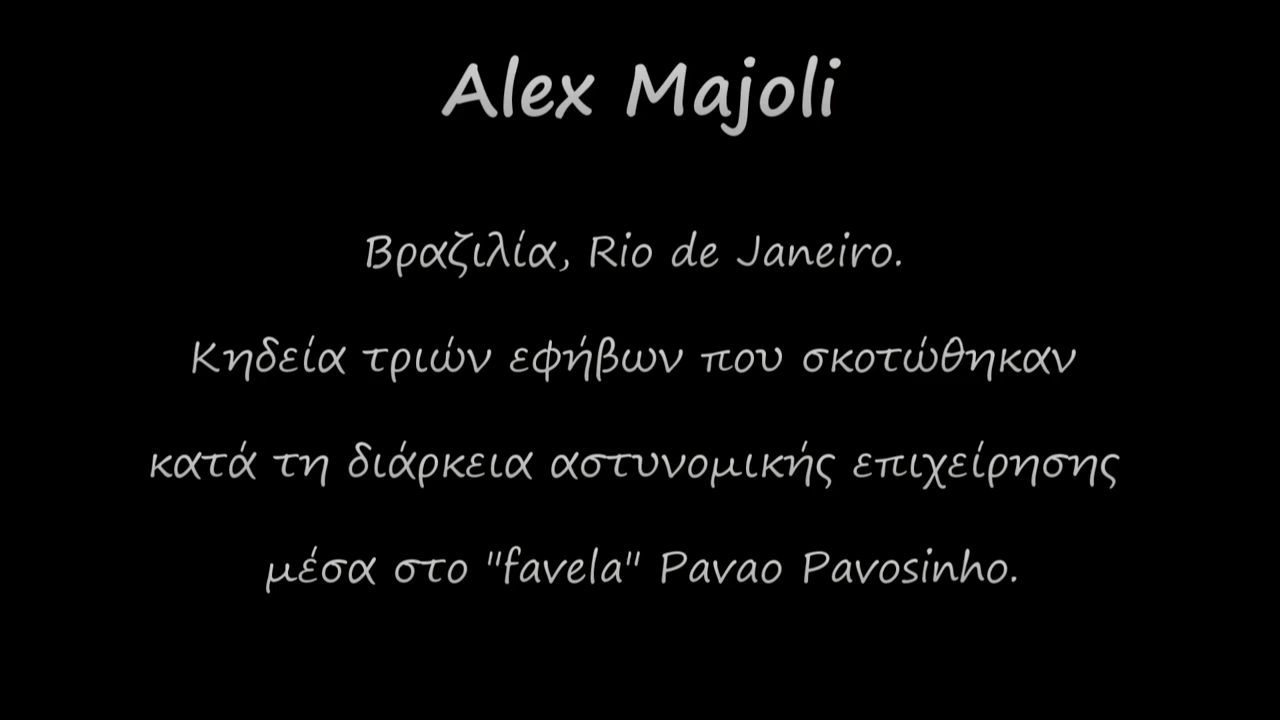 Alex Majoli
Βραζιλία, Rio de Janeiro.
Κηδεία τριών εφήβων που σκοτώθηκαν
κατά τη διάρκεια αστυνομικής επιχείρησης
μέσα στο "favela" Pavao Pavosinho.